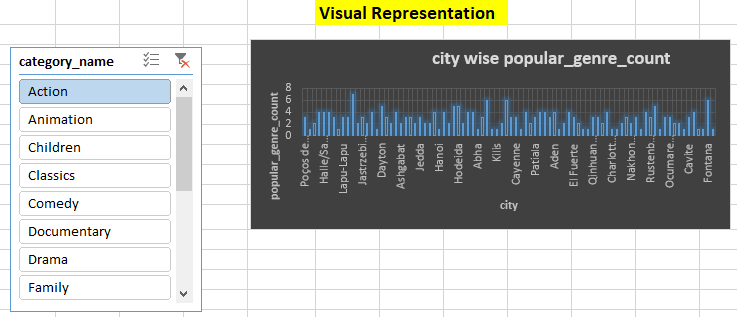 Visual Representation
category_name
Action
Animation
Children
Classics
Comedy
Documentary
Drama
Family
city wise popular_genre_count
popular_genre_count
8
6
4
2
0
Poços de...
Halle/Sa...
Lapu-Lapu
Jastrzebi...
Dayton
Ashgabat
Jedda
Hanoi
Hodeida
Abha
Kilis
Cayenne
Patiala
Aden
El Fuerte
Qinhuan...
Charlott...
Nakhon...
Rustenb...
Ocumare...
Cavite
Fontana
city